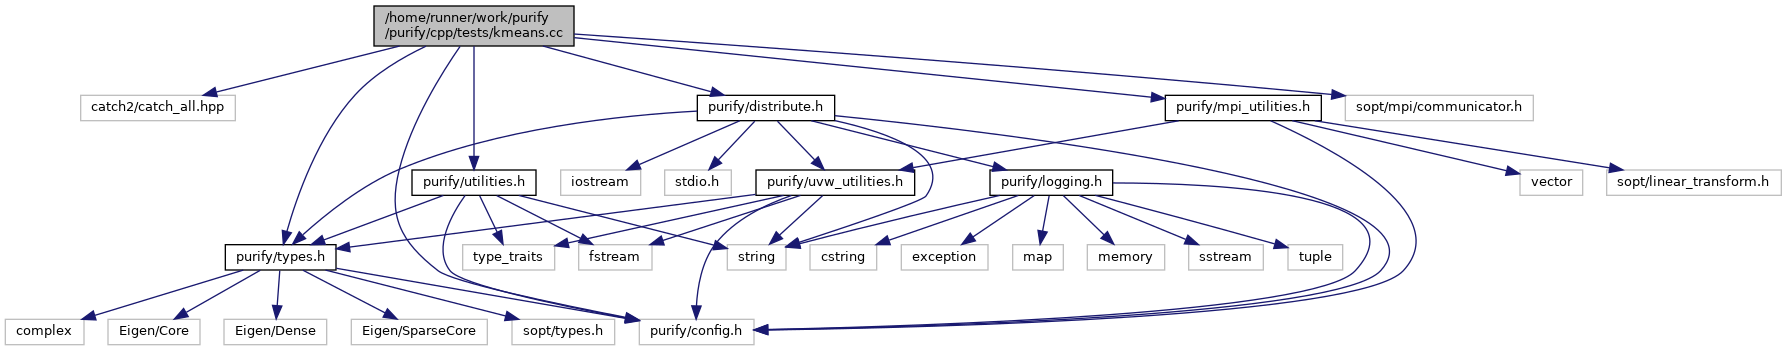 /home/runner/work/purify
/purify/cpp/tests/kmeans.cc
catch2/catch_all.hpp
purify/distribute.h
purify/mpi_utilities.h
sopt/mpi/communicator.h
purify/utilities.h
iostream
stdio.h
purify/uvw_utilities.h
purify/logging.h
vector
sopt/linear_transform.h
purify/types.h
type_traits
fstream
string
cstring
exception
map
memory
sstream
tuple
complex
Eigen/Core
Eigen/Dense
Eigen/SparseCore
sopt/types.h
purify/config.h